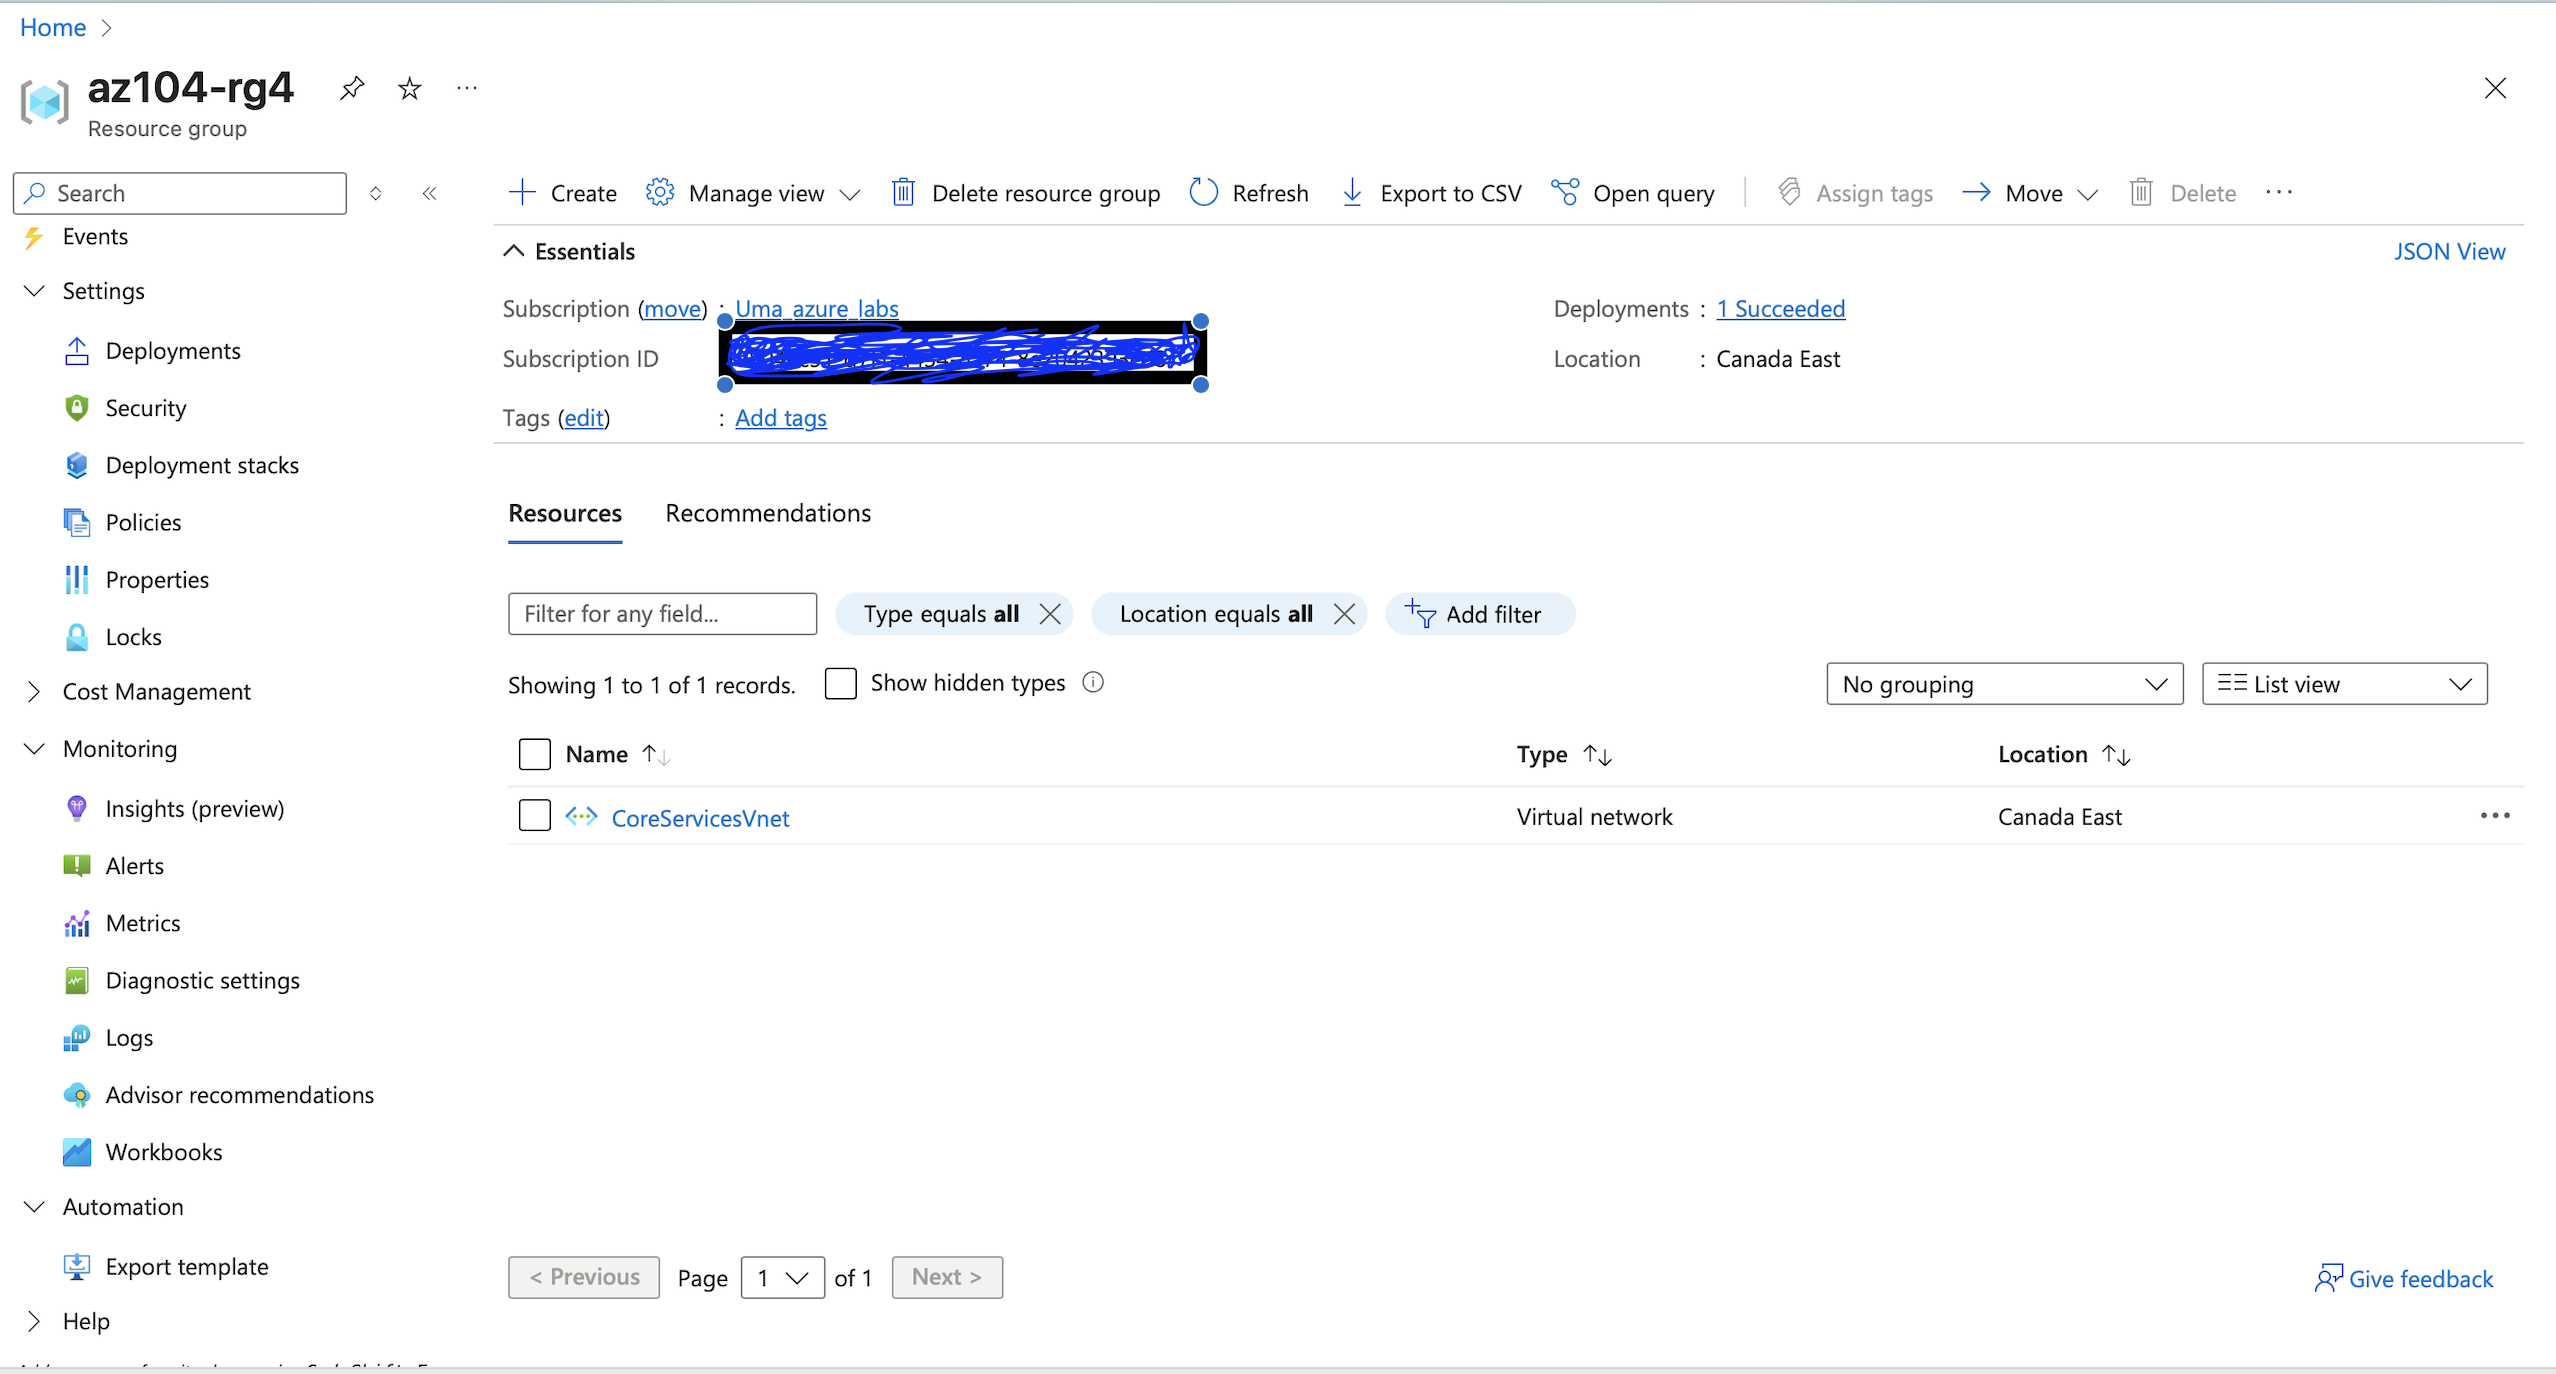 Home
az104-rg4
Resource group
Search
Create Manage view Delete resource group Refresh Export to CSV Open query Assign tags Move Delete
Events
Settings
Deployments
Security
Deployment stacks
Policies
Properties
Locks
Cost Management
Monitoring
Insights (preview)
Alerts
Metrics
Diagnostic settings
Logs
Advisor recommendations
Workbooks
Automation
Export template
Help
Essentials
JSON View
Subscription (move) : Uma_azure_labs
Subscription ID
Tags (edit) : Add tags
Deployments : 1 Succeeded
Location : Canada East
Resources Recommendations
Filter for any field... Type equals all Location equals all Add filter
Showing 1 to 1 of 1 records. Show hidden types No grouping List view
Name Type Location
CoreServicesVnet Virtual network Canada East
< Previous Page 1 of 1 Next >
Give feedback